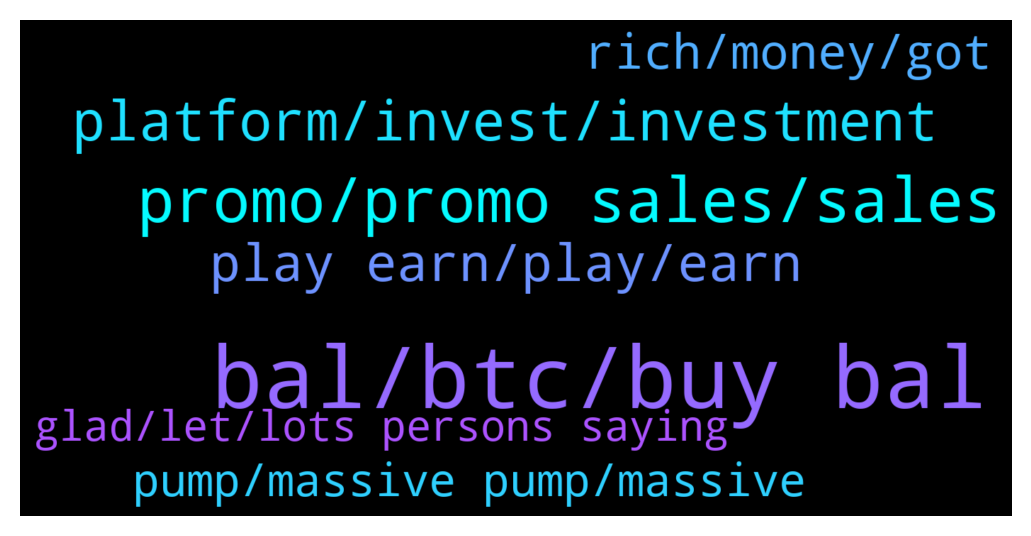 rich/money/got
platform/invest/investment
promo/promo sales/sales
play earn/play/earn
bal/btc/buy bal
glad/let/lots persons saying
pump/massive pump/massive